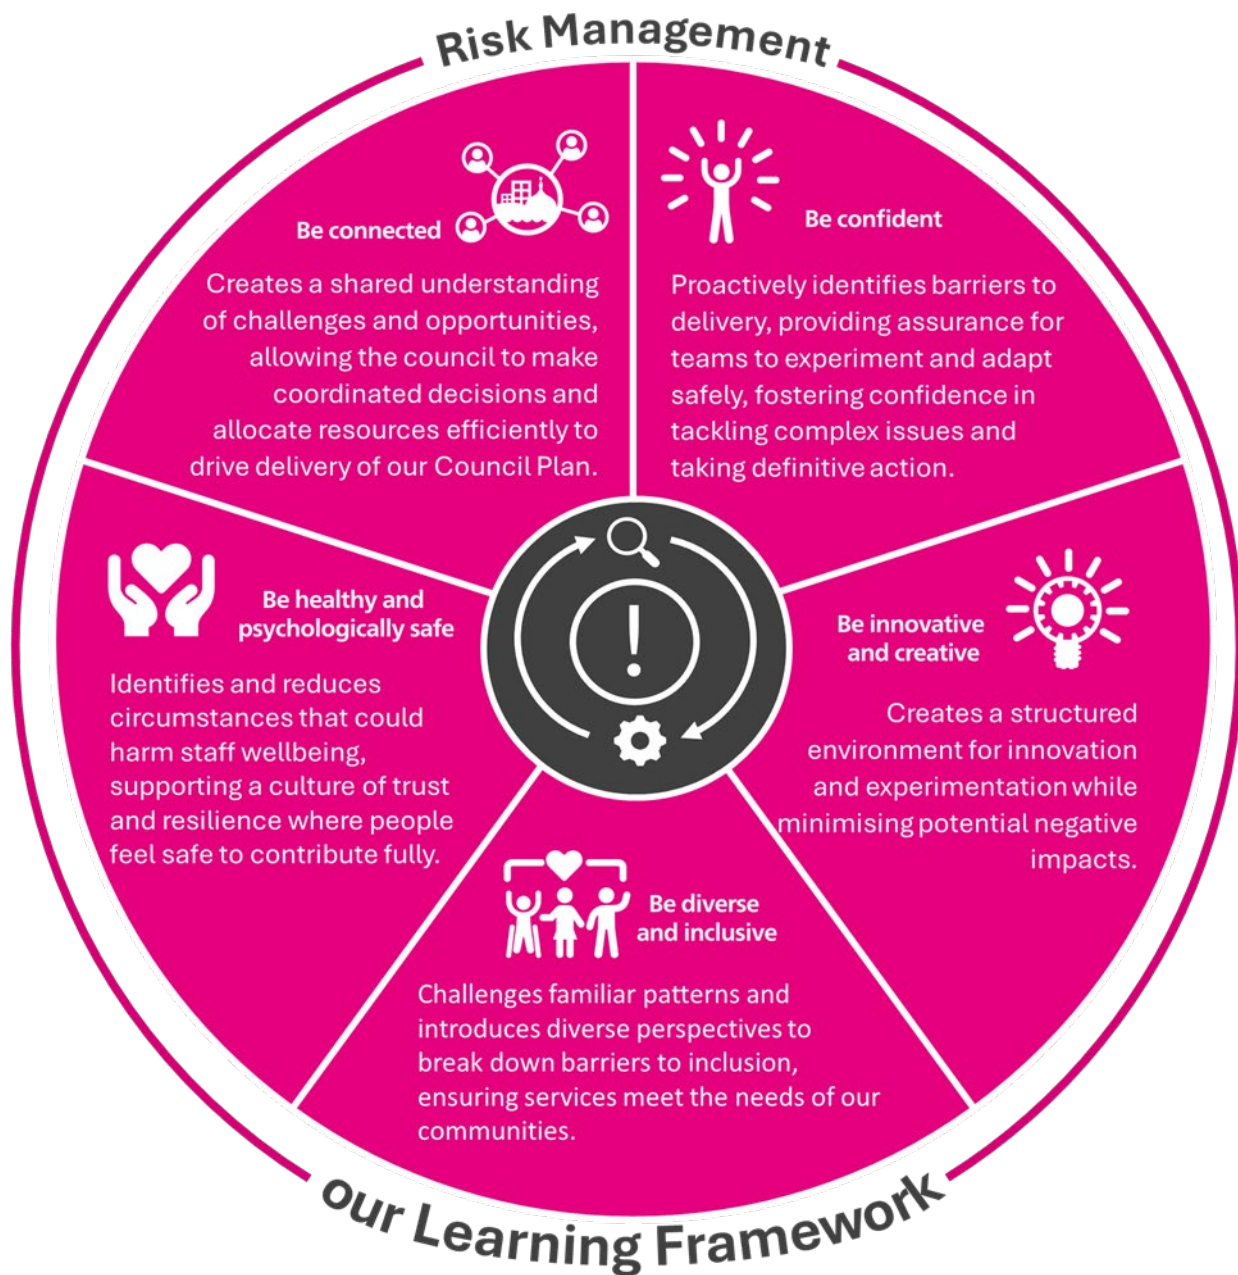 Risk Management
Be connected
Creates a shared understanding
of challenges and opportunities,
allowing the council to make
coordinated decisions and
allocate resources efficiently to
drive delivery of our Council Plan.
Be confident
Proactively identifies barriers to
delivery, providing assurance for
teams to experiment and adapt
safely, fostering confidence in
tackling complex issues and
taking definitive action.
Be healthy and
psychologically safe
Identifies and reduces
circumstances that could
harm staff wellbeing,
supporting a culture of trust
and resilience where people
feel safe to contribute fully.
!
Be innovative
and creative
Creates a structured
environment for innovation
and experimentation while
minimising potential negative
impacts.
Be diverse
and inclusive
Challenges familiar patterns and
introduces diverse perspectives to
break down barriers to inclusion,
ensuring services meet the needs of our
communities.
our Learning Framework